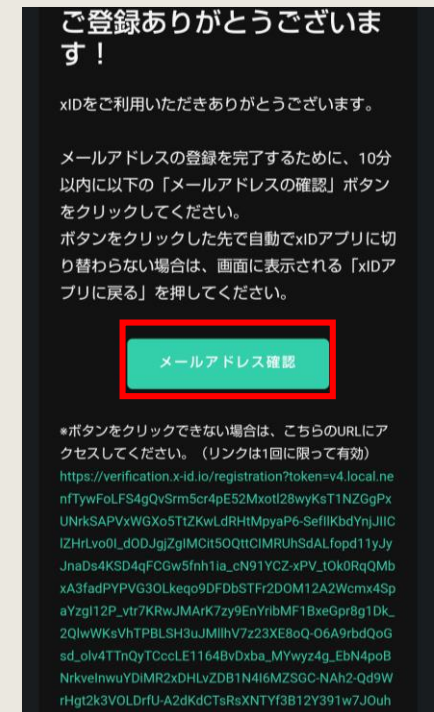 ご登録ありがとうございま
す！
xIDをご利用いただきありがとうございます。
メールアドレスの登録を完了するために、10分
以内に以下の「メールアドレスの確認」ボタン
をクリックしてください。
ボタンをクリックした先で自動でxIDアプリに切
り替わらない場合は、画面に表示される「xIDア
プリに戻る」を押してください。
メールアドレス確認
※ボタンをクリックできない場合は、こちらのURLにア
クセスしてください。（リンクは1回に限って有効）
https://verification.x-id.io/registration?token=v4.local.ne
nfTywFoLFS4gQvSrm5cr4pE52Mxotl28wyKsT1NZGgPx
UNrkSAPVxWGXo5TtZKwLdRHtMpyaP6-SefllKbdYnjJIIC
lZHrLvo0I_dODJgjZgIMCit5OQttCIMRUhSdALfopd11yJy
JnaDs4KSD4qFCGw5fnh1ia_cN91YCZ-xPV_tOk0RqQMb
xA3fadPYPVG3OLkeqo9DFDbSTFr2DOM12A2Wcmx4Sp
aYzgI12P_vtr7KRwJMArK7zy9EnYribMF1BxeGpr8g1Dk_
2QlwWKsVhTPBLSH3uJMllhV7z23XE8oQ-O6A9rbdQoG
sd_olv4TTnQyTCccLE1164BvDxba_MYwyz4g_EbN4poB
NrkveInwuYDiMR2xDHLvZDB1N4I6MZSGC-NAh2-Qd9W
rHgt2k3VOLDrfU-A2dKdCTsRsXNTYf3B12Y391w7JOuh